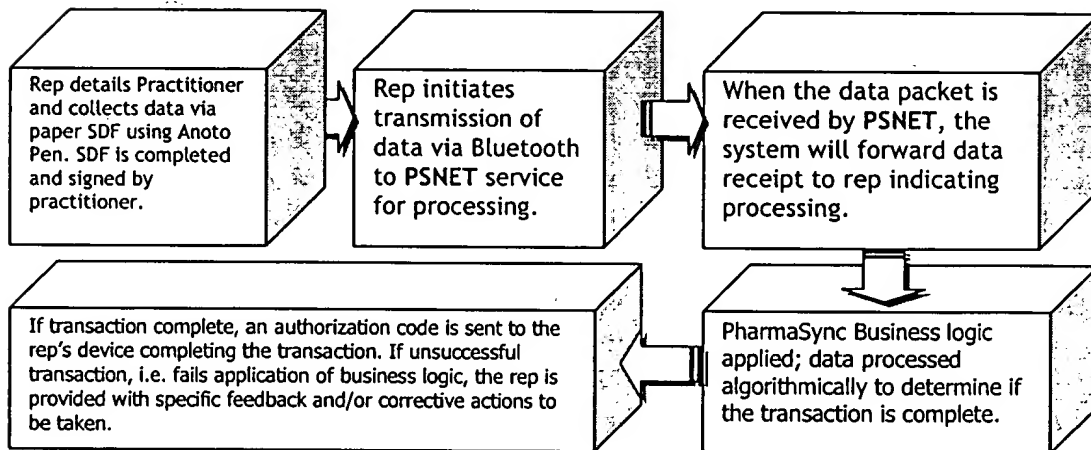 Rep details Practitioner
and collects data via
paper SDF using Anoto
Pen. SDF is completed
and signed by
practitioner.
Rep initiates
transmission of
data via Bluetooth
to PSNET service
for processing.
When the data packet is
received by PSNET, the
system will forward data
receipt to rep indicating
processing.
PharmaSync Business logic
applied; data processed
algorithmically to determine if
the transaction is complete.
If transaction complete, an authorization code is sent to the
rep's device completing the transaction. If unsuccessful
transaction, i.e. fails application of business logic, the rep is
provided with specific feedback and/or corrective actions to
be taken.